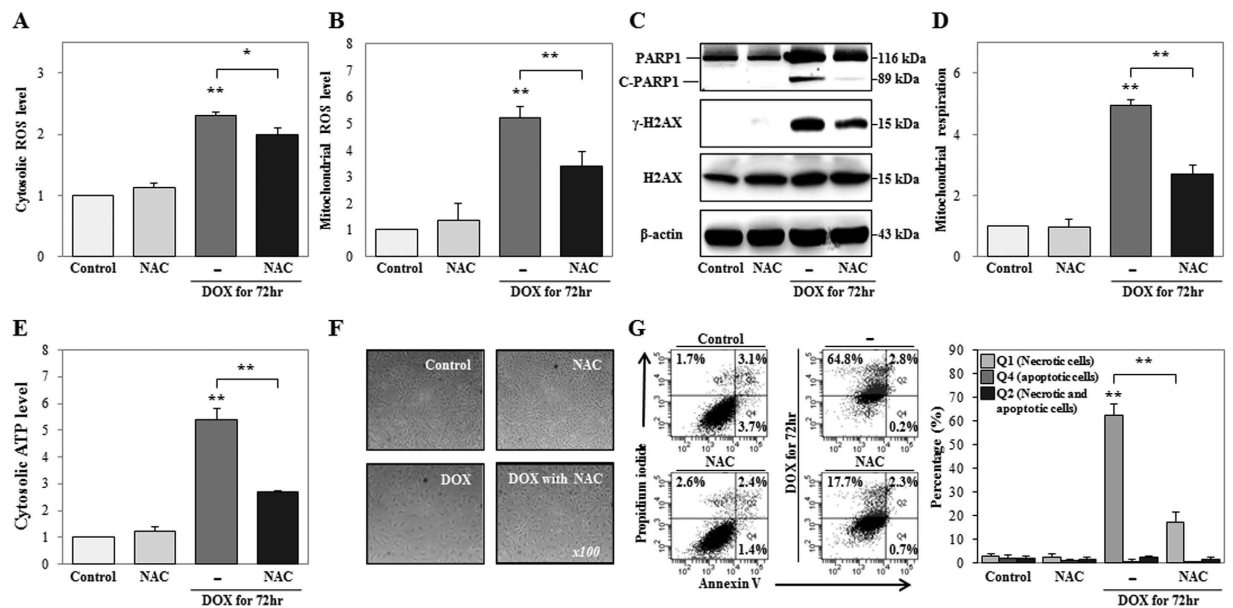 A
Cytosolic ROS level
3
2
1
0
*
**
Control
NAC
–
NAC
DOX for 72hr
B
Mitochondrial ROS level
8
7
6
5
4
3
2
1
0
**
**
Control
NAC
–
NAC
DOX for 72hr
C
PARP1
116 kDa
C-PARP1
89 kDa
γ-H2AX
15 kDa
H2AX
15 kDa
β-actin
43 kDa
Control
NAC
–
NAC
DOX for 72hr
D
Mitochondrial respiration
6
4
2
0
**
**
Control
NAC
–
NAC
DOX for 72hr
E
Cytosolic ATP level
8
7
6
5
4
3
2
1
0
**
**
Control
NAC
–
NAC
DOX for 72hr
F
Control
NAC
DOX
DOX with NAC
x100
G
Propidium iodide
Control
1.7%
3.1%
Q1
Q2
Q4
3.7%
NAC
2.6%
2.4%
Q2
Q4
1.4%
DOX for 72hr
–
64.8%
2.8%
Q2
Q4
0.2%
NAC
17.7%
2.3%
Q2
Q4
0.7%
Annexin V
Percentage (%)
90
80
70
60
50
40
30
20
10
0
Q1 (Necrotic cells)
Q4 (apoptotic cells)
Q2 (Necrotic and
apoptotic cells)
**
**
Control
NAC
–
NAC
DOX for 72hr